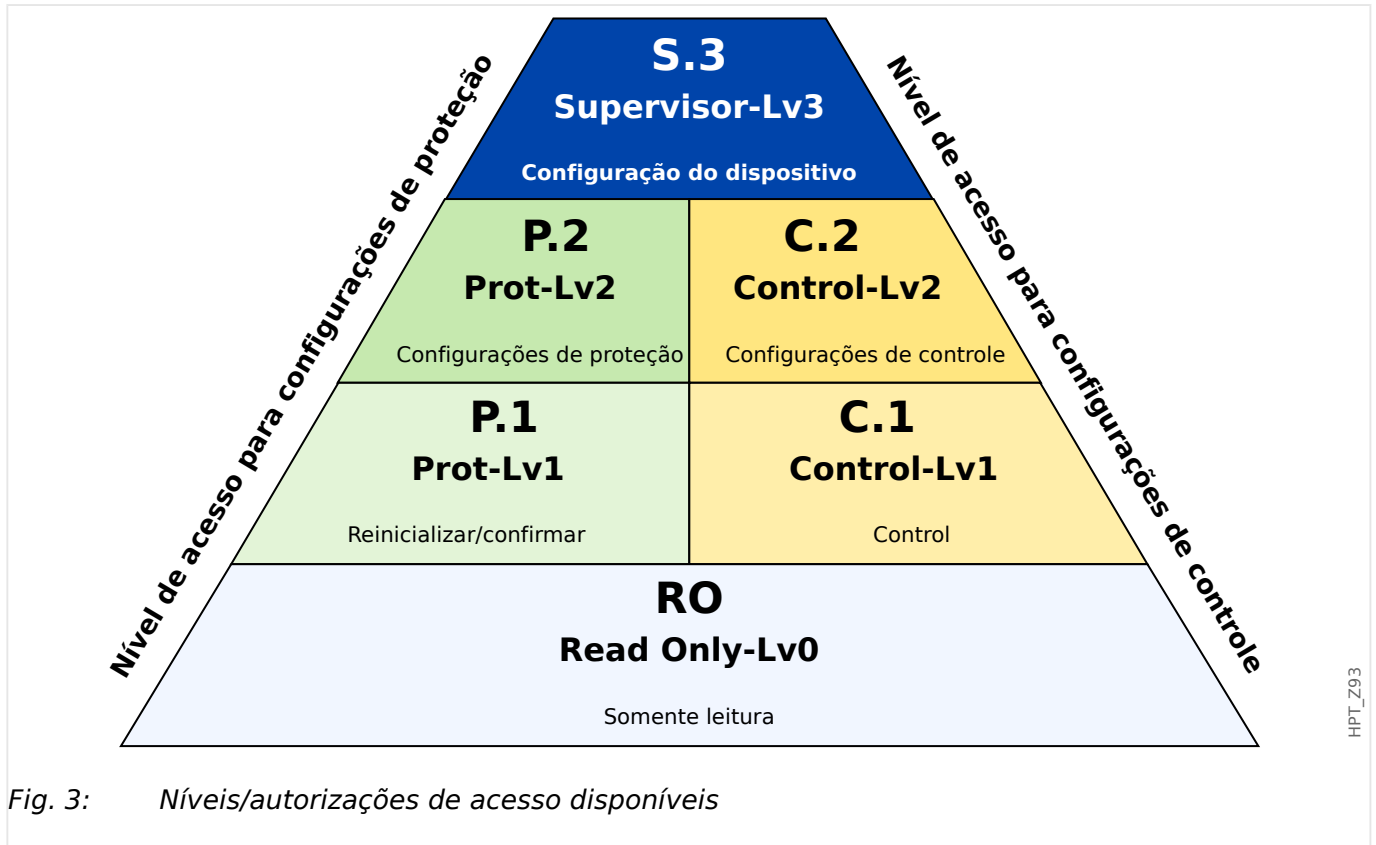 Nível de acesso para configurações de proteção
Nível de acesso para configurações de controle
S.3
Supervisor-Lv3
Configuração do dispositivo
P.2
Prot-Lv2
Configurações de proteção
C.2
Control-Lv2
Configurações de controle
P.1
Prot-Lv1
Reinicializar/confirmar
C.1
Control-Lv1
Control
RO
Read Only-Lv0
Somente leitura
HPT_Z93
Fig. 3: Níveis/autorizações de acesso disponíveis